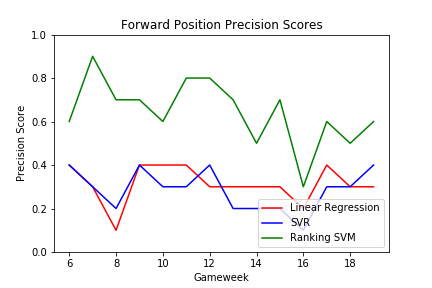 Forward Position Precision Scores
1.0
0.8
0.6
0.4
0.2
0.0
Precision Score
6 8 10 12 14 16 18
Gameweek
Linear Regression
SVR
Ranking SVM